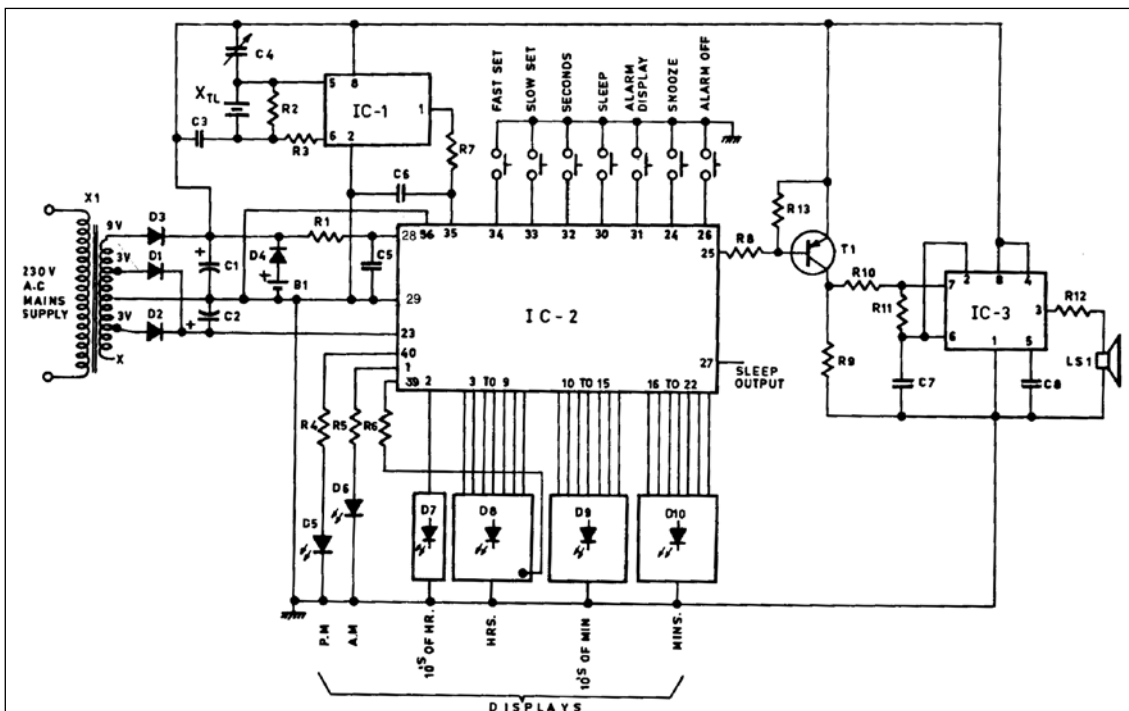 C4
5
8
X TL
R2
IC-1
1
C3
6
2
R3
R7
C6
FAST SET
SLOW SET
SECONDS
SLEEP
ALARM DISPLAY
SNOOZE
ALARM OFF
X1
9V
D3
3V
D1
230V
A.C
MAINS
SUPPLY
3V
D2
X
C1
C2
D4
B1
R1
C5
28
36
35
34
33
32
30
31
24
26
29
23
40
1
39
2
3 TO 9
10 TO 15
16 TO 22
IC-2
25
27
SLEEP
OUTPUT
R8
R13
T1
R10
R11
R9
C7
7
6
2
8
4
IC-3
3
1
5
R12
C8
LS1
R4
R5
R6
D5
D6
D7
D8
D9
D10
P.M
A.M
10'S OF HR.
HRS.
10'S OF MIN
MINS.
DISPLAYS